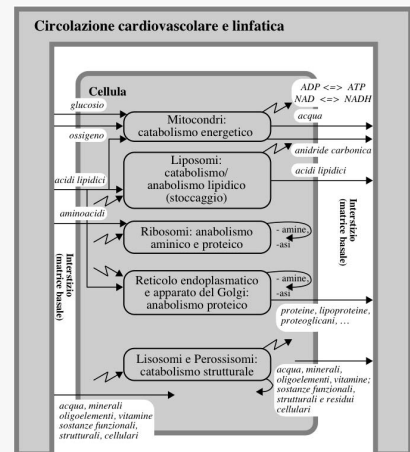 Circolazione cardiovascolare e linfatica
Cellula
ADP <=> ATP
NAD <=> NADH
glucosio
Mitocondri:
catabolismo energetico
acqua
ossigeno
anidride carbonica
Liposomi:
catabolismo/
anabolismo lipidico
(stoccaggio)
acidi lipidici
acidi lipidici
aminoacidi
Ribosomi: anabolismo
aminico e proteico
- amine,
-asi
Interstizio
(matrice basale)
Interstizio
(matrice basale)
Reticolo endoplasmatico
e apparato del Golgi:
anabolismo proteico
- amine,
-asi
proteine, lipoproteine,
proteoglicani, …
Lisosomi e Perossisomi:
catabolismo strutturale
acqua, minerali,
oligoelementi, vitamine;
sostanze funzionali,
strutturali e residui
cellulari
acqua, minerali
oligoelementi, vitamine
sostanze funzionali,
strutturali, cellulari